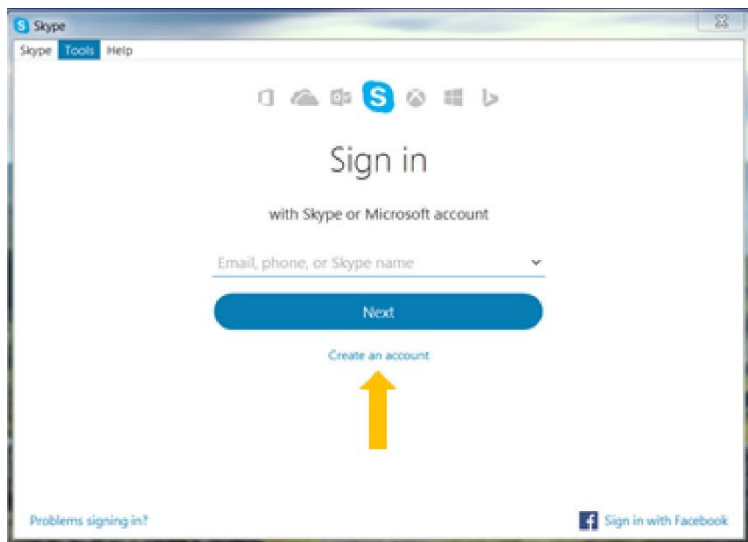 Skype
Skype Tools Help
Sign in
with Skype or Microsoft account
Email, phone, or Skype name
Next
Create an account
Problems signing in?
Sign in with Facebook